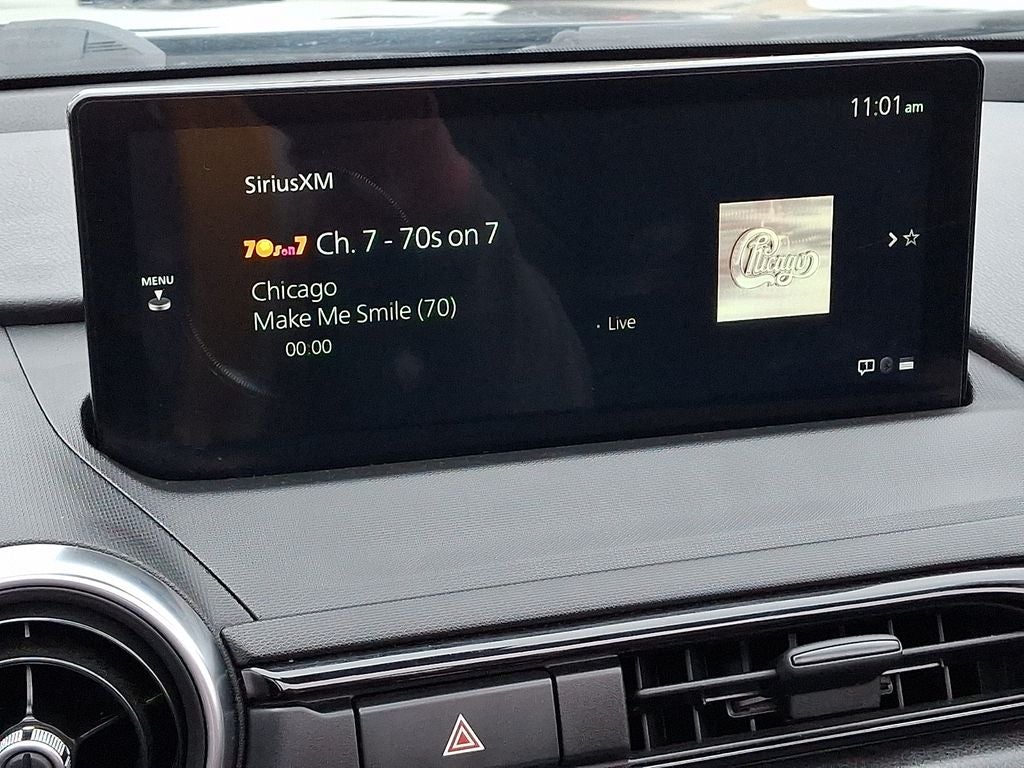 11:01 am
SiriusXM
70s on 7 Ch. 7 - 70s on 7
MENU
Chicago
Make Me Smile (70)
00:00
· Live
Chicago
1